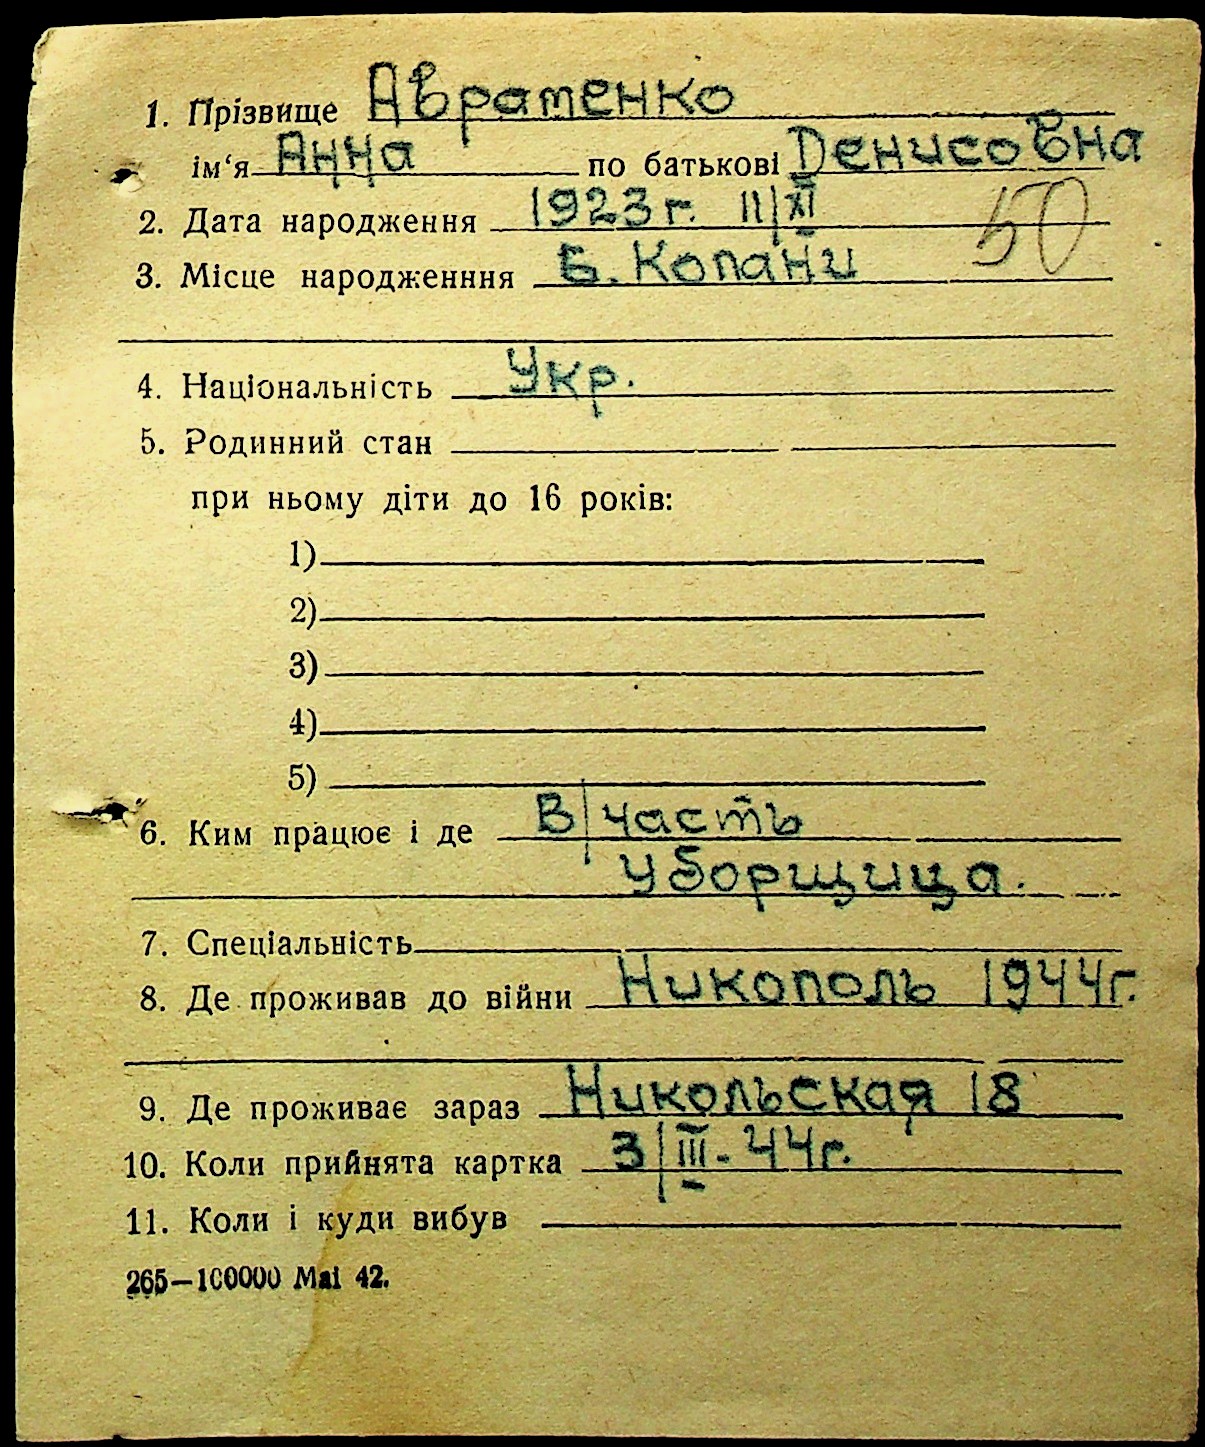 1. Прізвище Авраменко
ім‘я Анна по батькові Денисовна
2. Дата народження 1923 г. 11/XI 50
3. Місце народженння Б. Копани
4. Національність Укр.
5. Родинний стан
при ньому діти до 16 років:
1)
2)
3)
4)
5)
6. Ким працює і де В/часть
уборщица.
7. Спеціальність
8. Де проживав до війни Никополь 1944г.
9. Де проживає зараз Никольская 18
10. Коли прийнята картка 3/III-44г.
11. Коли і куди вибув
265—100000 Mai 42.